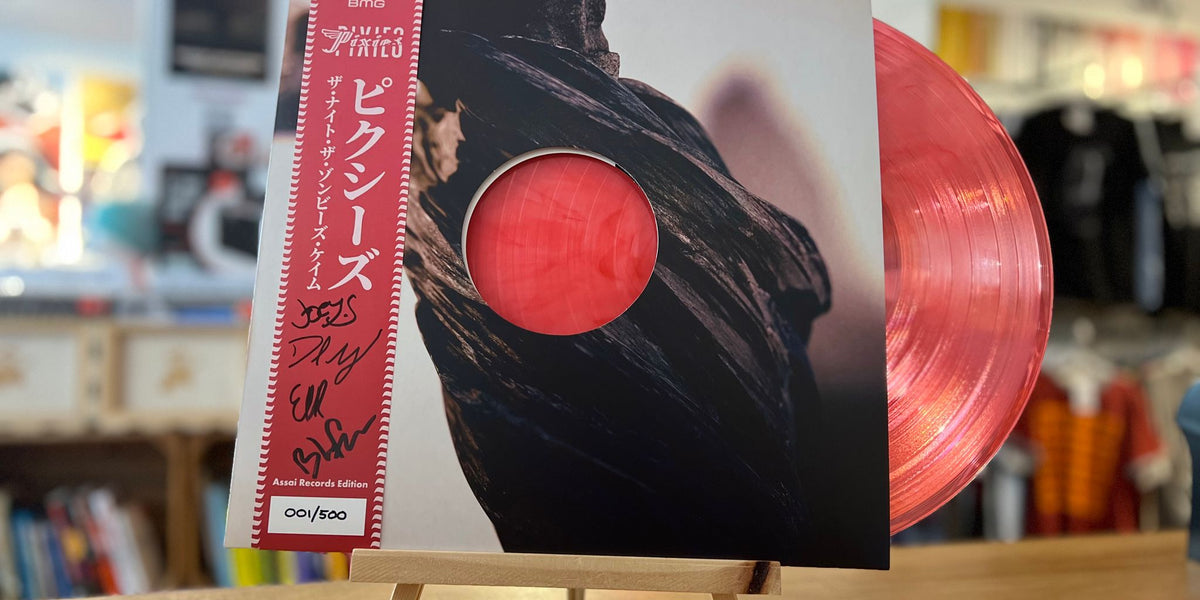 BMG
PIXIES
Pixies
ピクシーズ
ザ・ナイト・ザ・ゾンビーズ・ケイム
Assai Records Edition
001/500